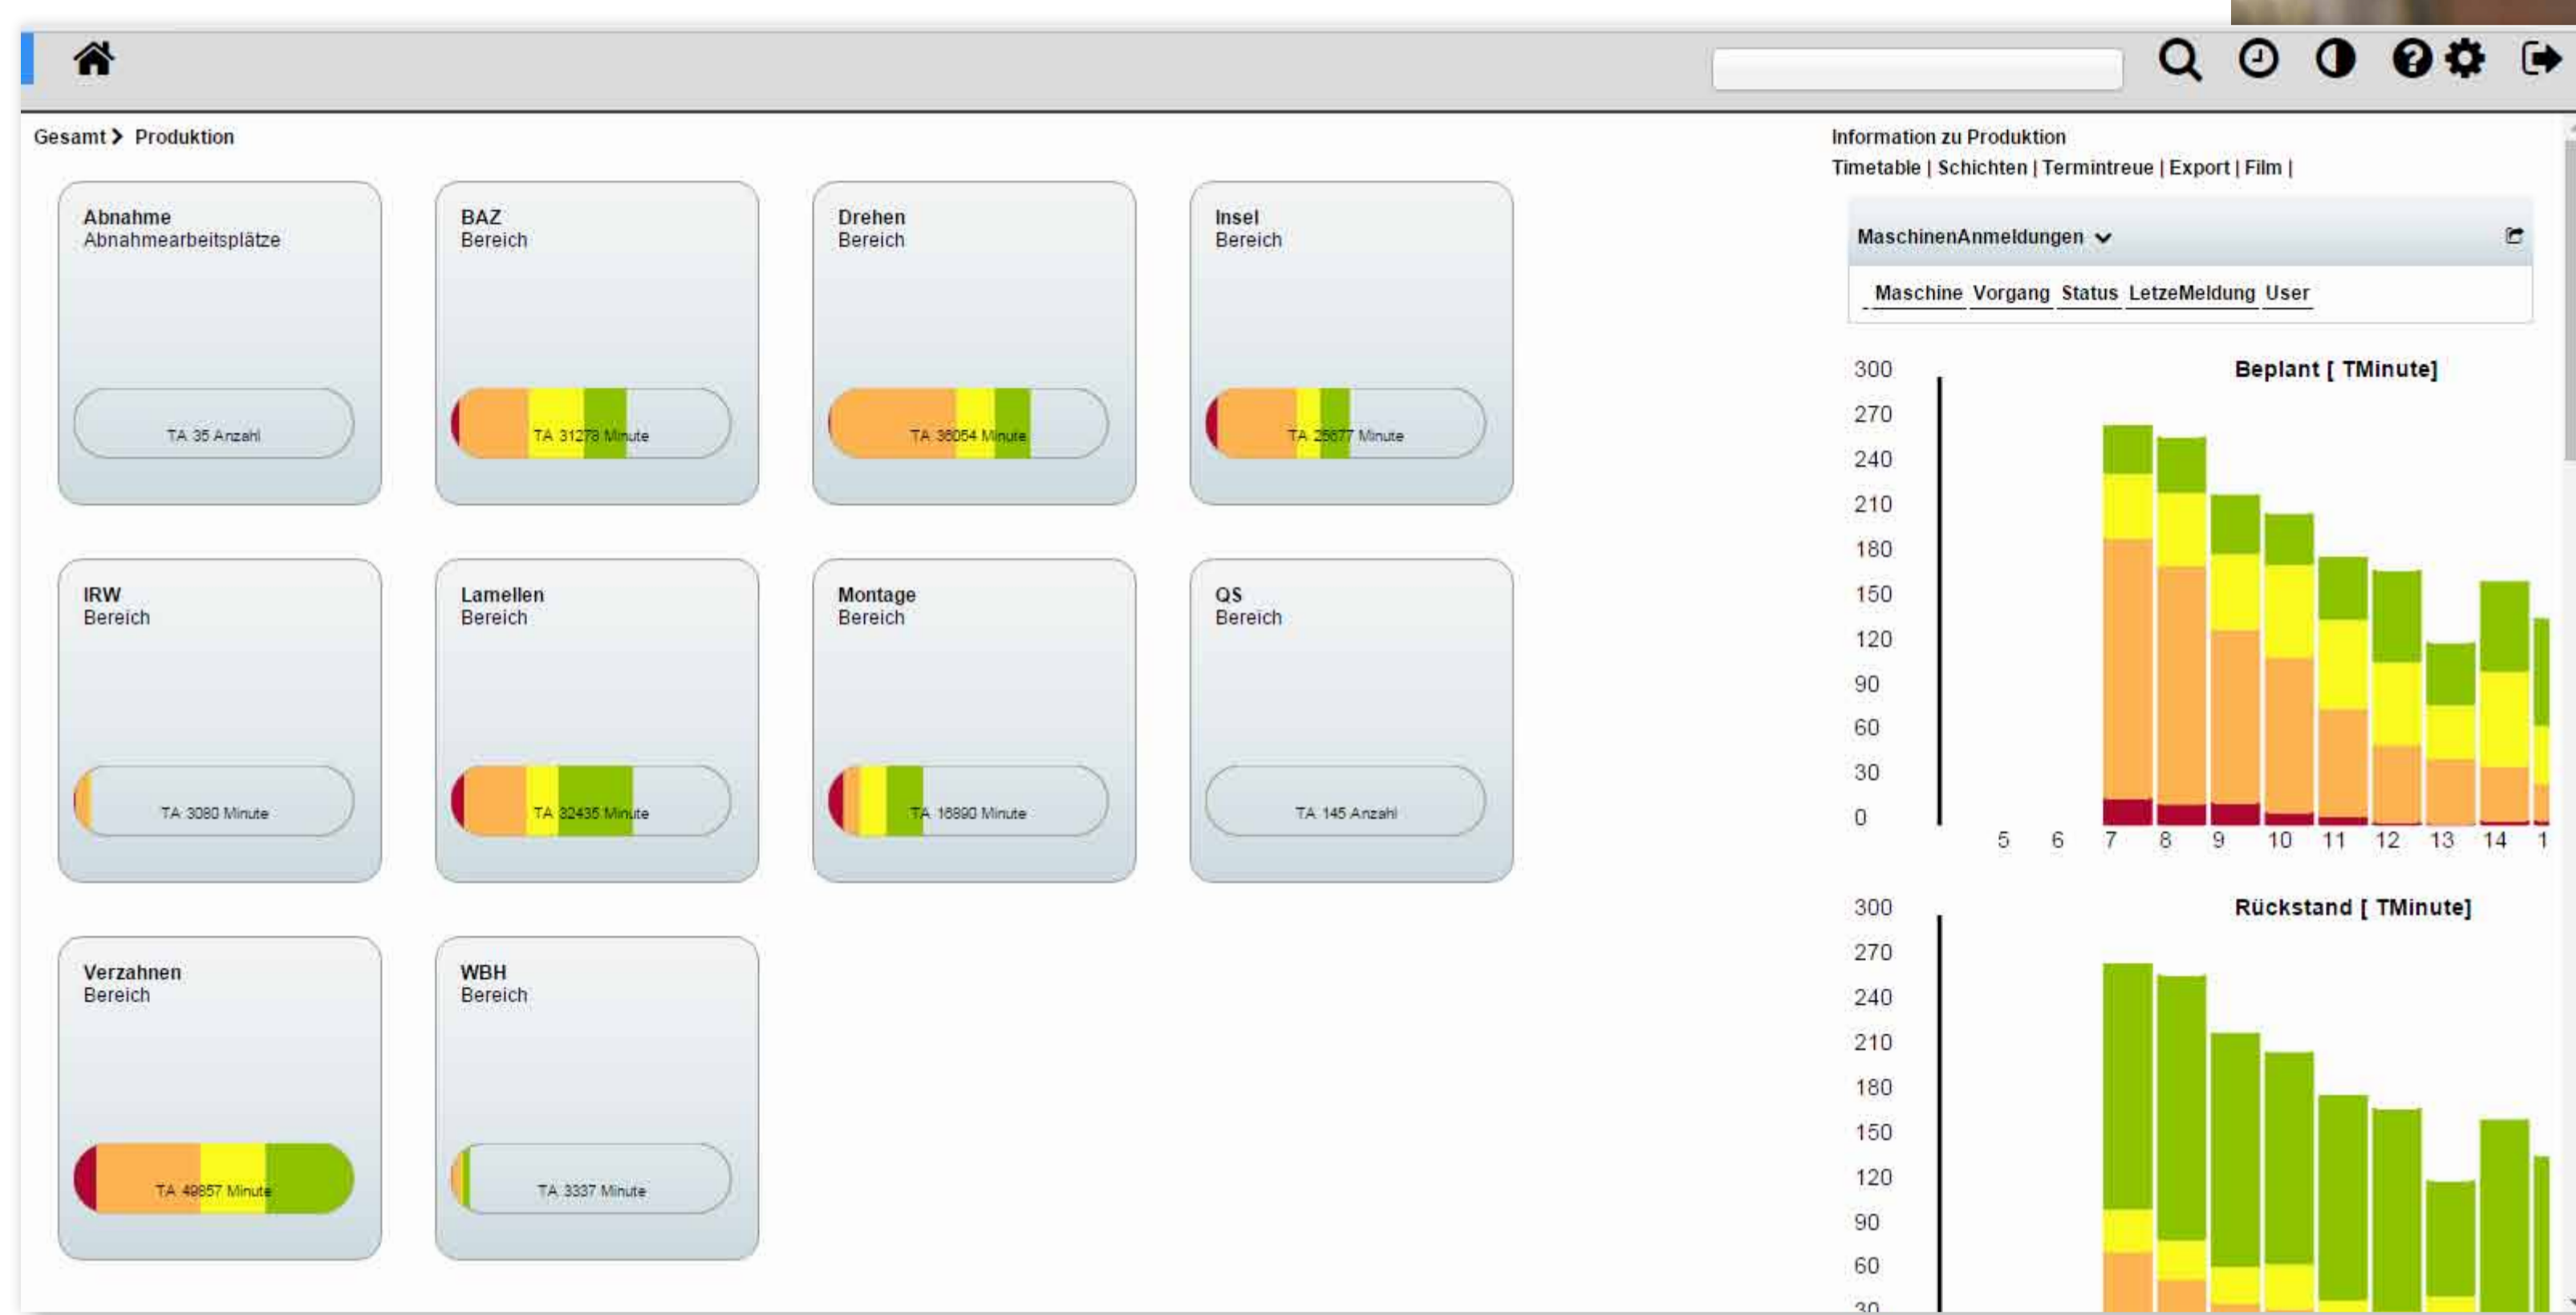 Gesamt Produktion
Abnahme
Abnahmearbeitsplätze
TA 35 Anzahl
BAZ
Bereich
TA 31278 Minute
Drehen
Bereich
TA 36054 Minute
Insel
Bereich
TA 25677 Minute
IRW
Bereich
TA 3080 Minute
Lamellen
Bereich
TA 32435 Minute
Montage
Bereich
TA 16890 Minute
QS
Bereich
TA 145 Anzahl
Verzahnen
Bereich
TA 49857 Minute
WBH
Bereich
TA 3337 Minute
Information zu Produktion
Timetable | Schichten | Termintreue | Export | Film |
MaschinenAnmeldungen
Maschine Vorgang Status LetzeMeldung User
Beplant [ TMinute]
300
270
240
210
180
150
120
90
60
30
0
5 6 7 8 9 10 11 12 13 14 1
Rückstand [ TMinute]
300
270
240
210
180
150
120
90
60
30